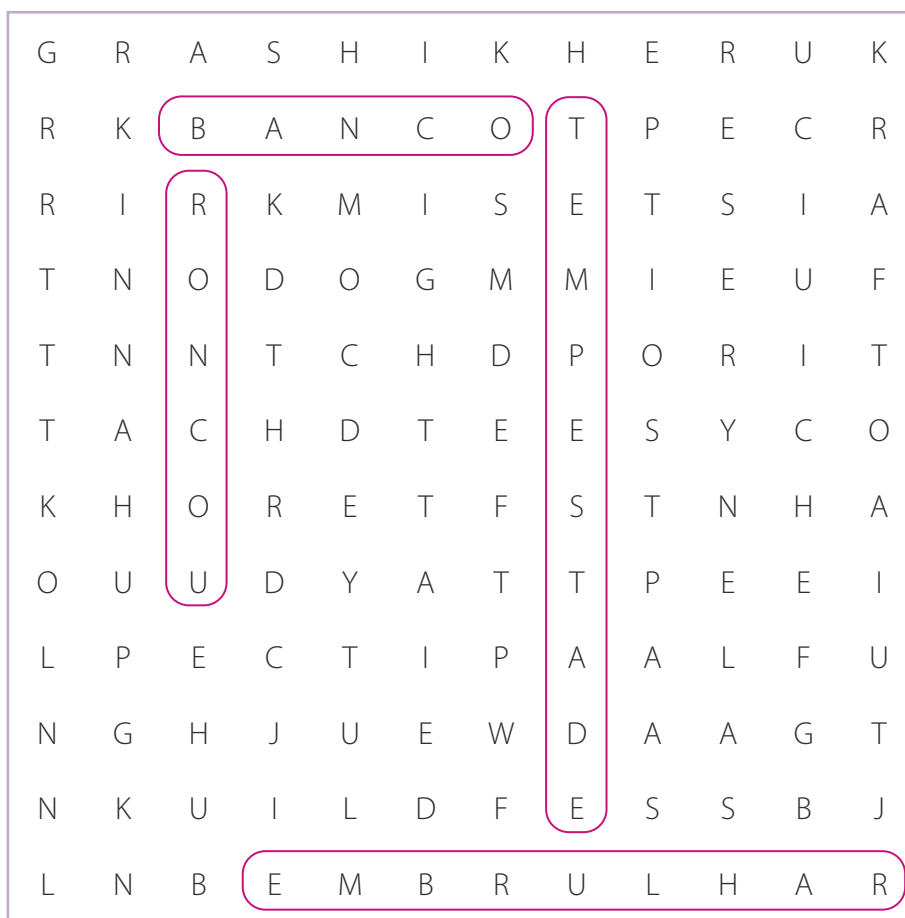 G R A S H I K H E R U K
R K B A N C O T P E C R
R I R K M I S E T S I A
T N O D O G M M I E U F
T N N T C H D P O R I T
T A C H D T E E S Y C O
K H O R E T F S T N H A
O U U D Y A T T P E E I
L P E C T I P A A L F U
N G H J U E W D A A G T
N K U I L D F E S S B J
L N B E M B R U L H A R